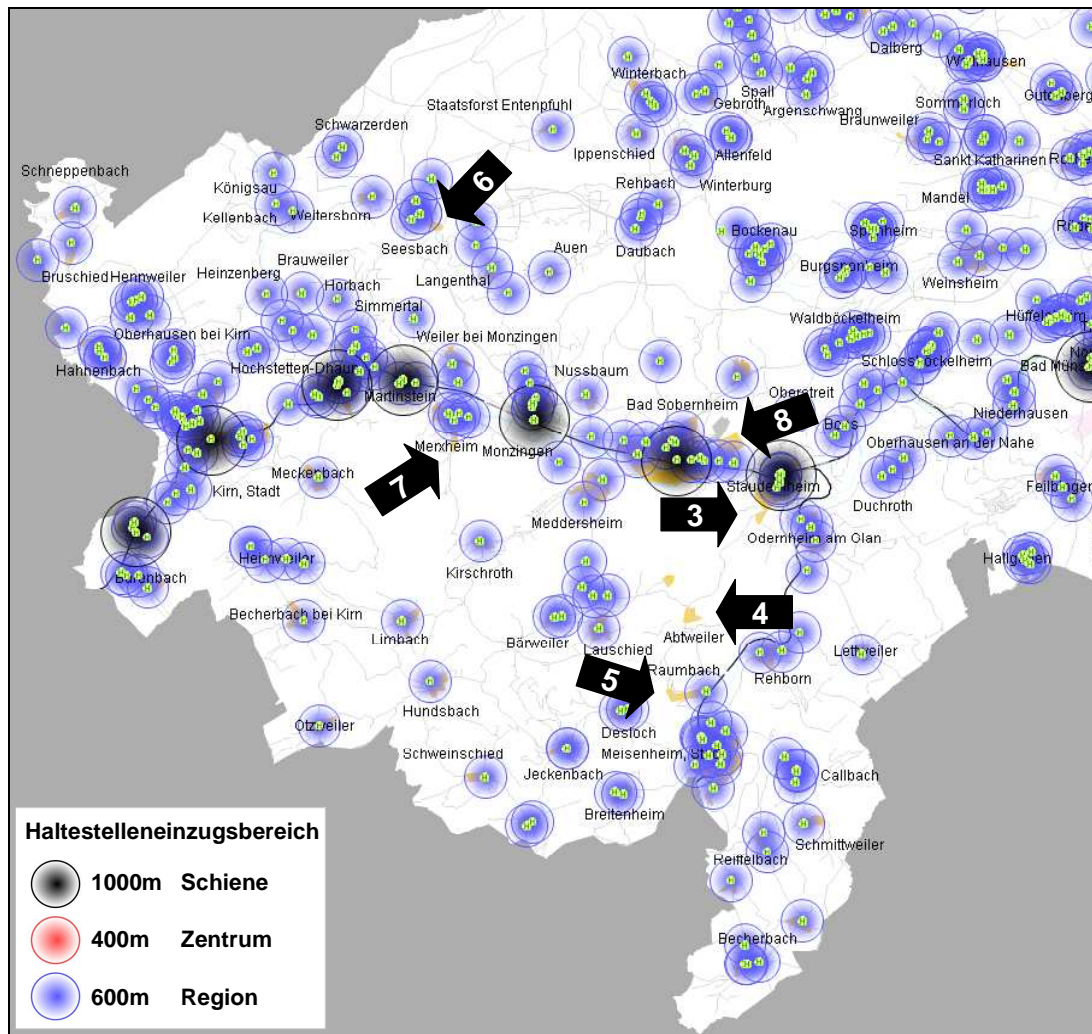 Dalberg
Wallhausen
Winterbach
Spall
Gebroth
Argenschwang
Sommerloch
Gutenberg
Staatsforst Entenpfuhl
Braunweiler
Schwarzerden
Ippenschied
Allenfeld
Sankt Katharinen
Schneppenbach
Königsau
Rehbach
Winterburg
Mandel
Kellenbach
Weitersborn
6
Seesbach
Daubach
Bockenau
Sponheim
Auen
Bruschied
Hennweiler
Heinzenberg
Brauweiler
Langenthal
Burgsponheim
Weinsheim
Horbach
Simmertal
Waldböckelheim
Hüffelsheim
Oberhausen bei Kirn
Weiler bei Monzingen
Hahnenbach
Hochstetten-Dhaun
Nussbaum
Schlossböckelheim
Martinstein
Oberstreit
Bad Sobernheim
8
Niederhausen
Merxheim
Monzingen
Boos
Oberhausen an der Nahe
Meckenbach
7
Kirn, Stadt
Staudernheim
Duchroth
Feilbingert
Meddersheim
3
Odernheim am Glan
Heimweiler
Kirschroth
Hallgarten
Bärenbach
Becherbach bei Kirn
Limbach
4
Bärweiler
Lauschied
Abtweiler
Lettweiler
Raumbach
5
Rehborn
Hundsbach
Otzweiler
Desloch
Meisenheim, Stadt
Schweinschied
Jeckenbach
Callbach
Breitenheim
Schmittweiler
Reiffelbach
Becherbach
Haltestelleneinzugsbereich
1000m Schiene
400m Zentrum
600m Region